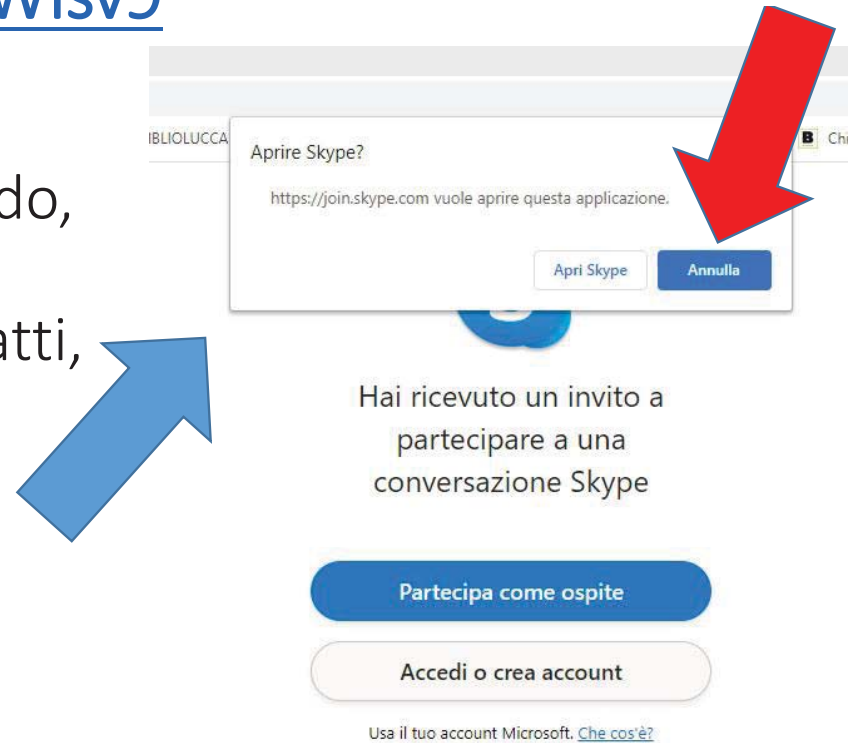 BLIOLUCCA
B Chi
Aprire Skype?
do,
https://join.skype.com vuole aprire questa applicazione.
Apri Skype
Annulla
atti,
Hai ricevuto un invito a
partecipare a una
conversazione Skype
Partecipa come ospite
Accedi o crea account
Usa il tuo account Microsoft. Che cos'è?